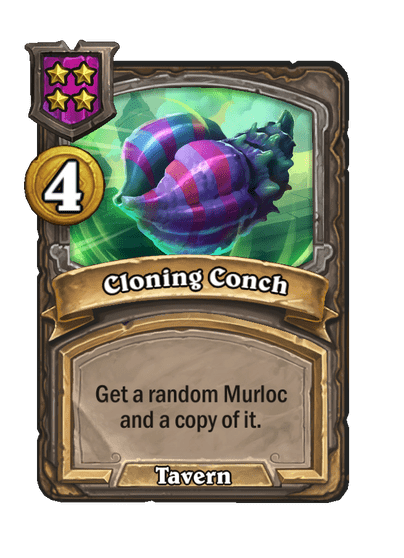 4
Cloning Conch
Get a random Murloc
and a copy of it.
Tavern